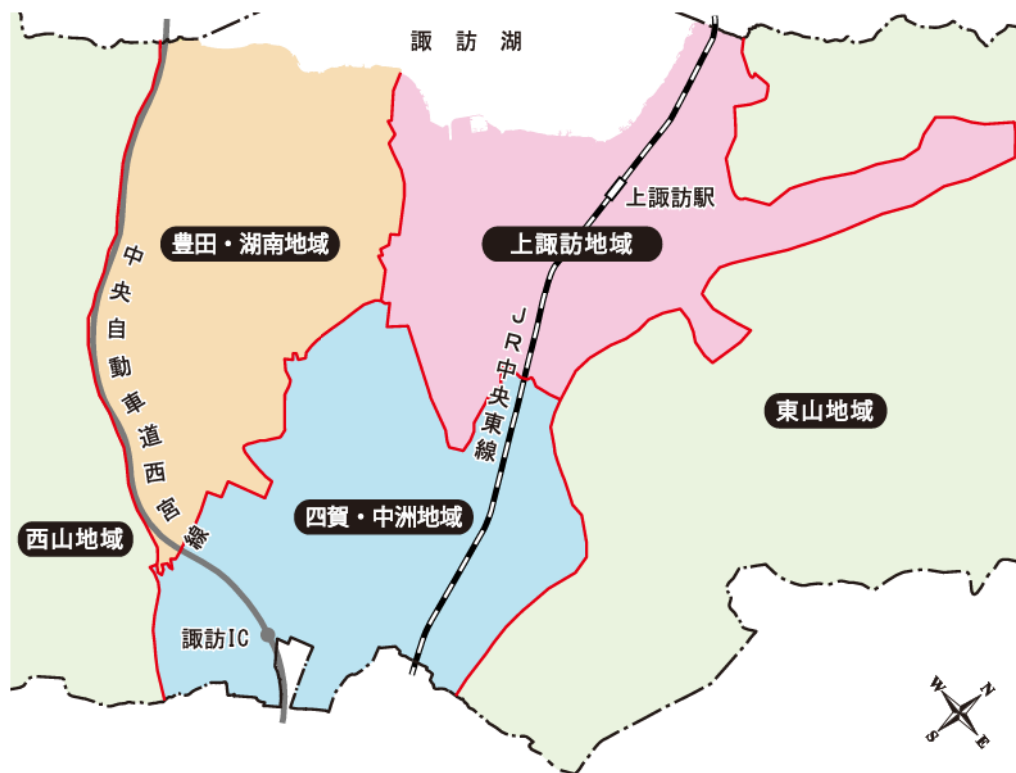 諏訪湖
上諏訪駅
豊田・湖南地域
上諏訪地域
中央自動車道西宮線
JR中央東線
東山地域
四賀・中洲地域
西山地域
諏訪IC
W
N
S
E